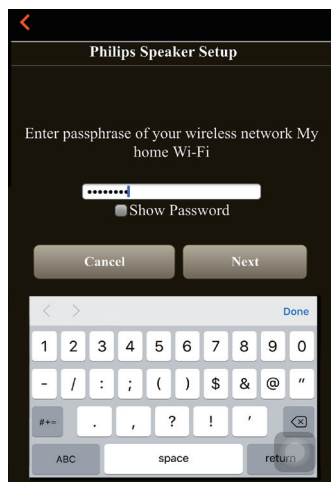 Philips Speaker Setup
Enter passphrase of your wireless network My
home Wi-Fi
••••••••
Show Password
Cancel Next
Done
1 2 3 4 5 6 7 8 9 0
- / : ; ( ) $ & @ "
#+= . , ? ! '
ABC space return